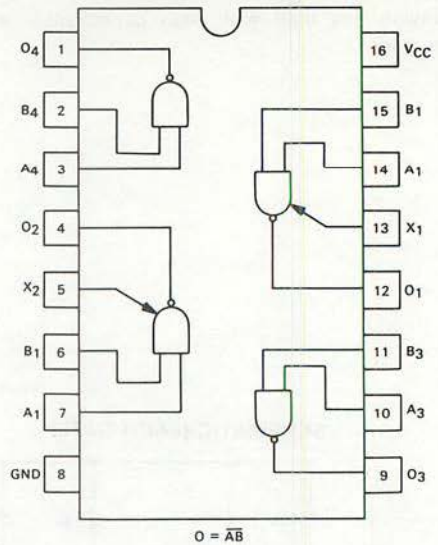 O4 1
B4 2
A4 3
O2 4
X2 5
B1 6
A1 7
GND 8
16 VCC
15 B1
14 A1
13 X1
12 O1
11 B3
10 A3
9 O3
O = A̅B̅